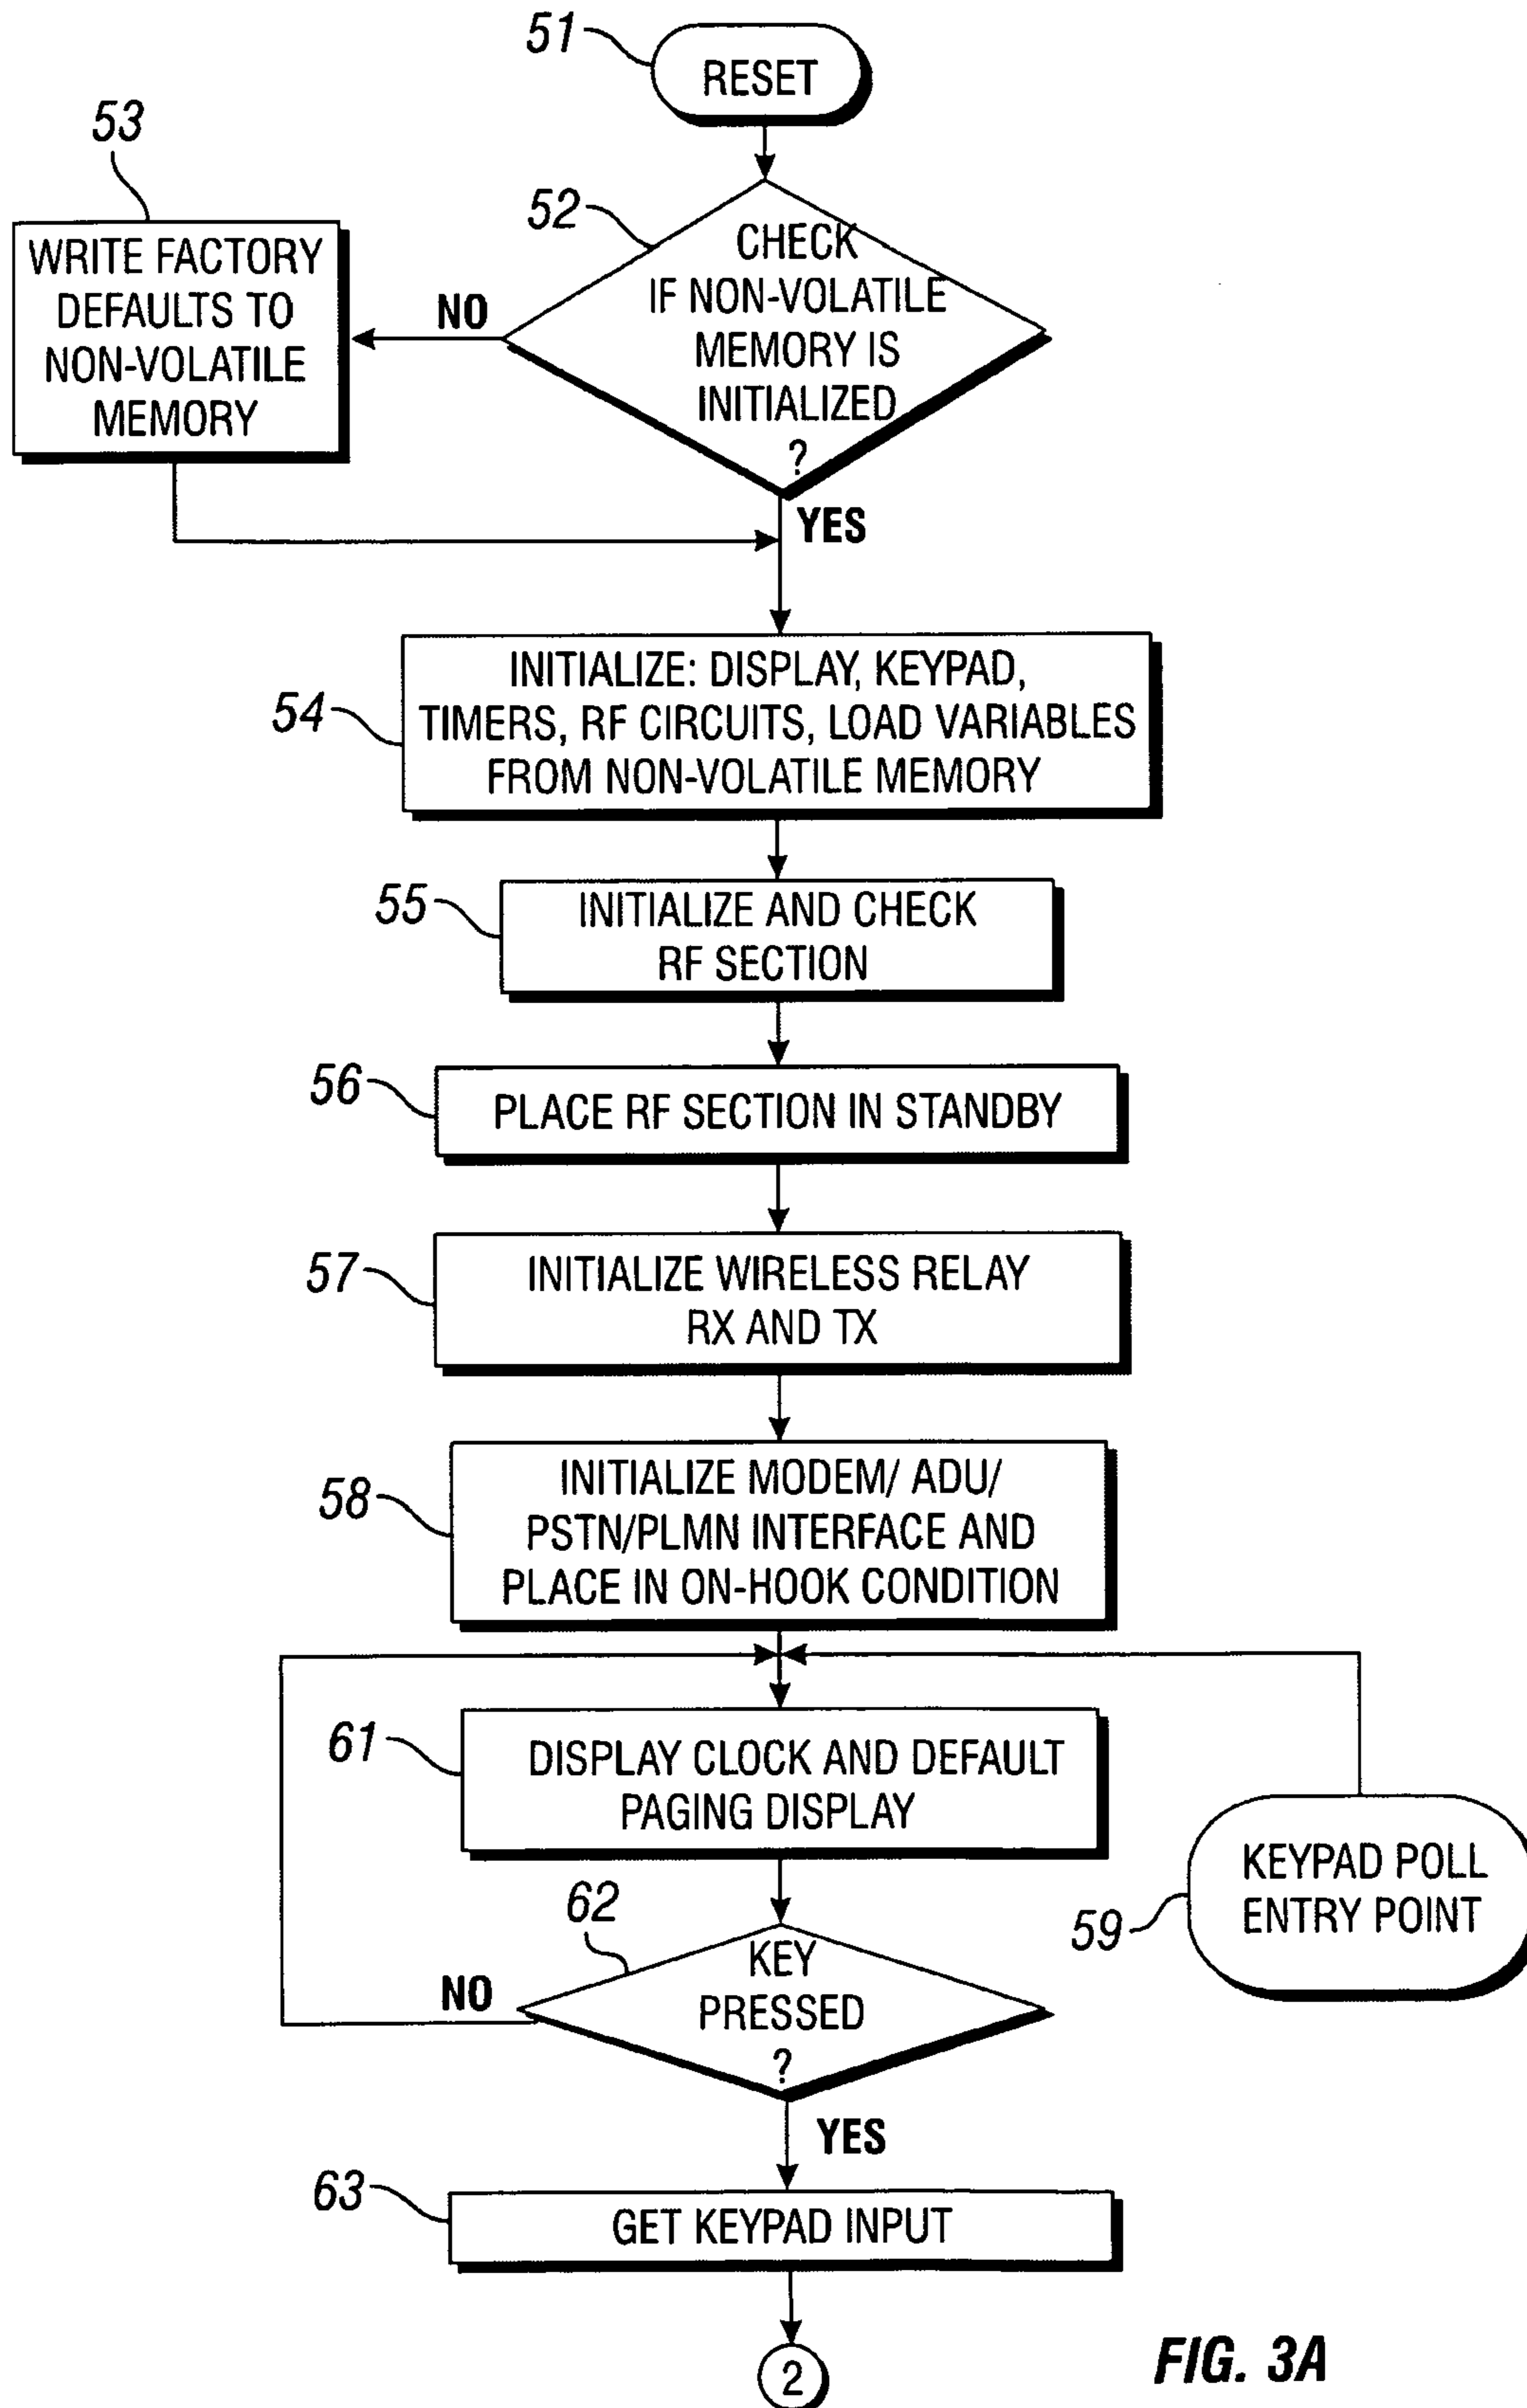 51
RESET
53
52
WRITE FACTORY
DEFAULTS TO
NON-VOLATILE
MEMORY
NO
CHECK
IF NON-VOLATILE
MEMORY IS
INITIALIZED
?
YES
54
INITIALIZE: DISPLAY, KEYPAD,
TIMERS, RF CIRCUITS, LOAD VARIABLES
FROM NON-VOLATILE MEMORY
55
INITIALIZE AND CHECK
RF SECTION
56
PLACE RF SECTION IN STANDBY
57
INITIALIZE WIRELESS RELAY
RX AND TX
58
INITIALIZE MODEM/ ADU/
PSTN/PLMN INTERFACE AND
PLACE IN ON-HOOK CONDITION
61
DISPLAY CLOCK AND DEFAULT
PAGING DISPLAY
59
KEYPAD POLL
ENTRY POINT
62
KEY
PRESSED
?
NO
YES
63
GET KEYPAD INPUT
2
FIG. 3A